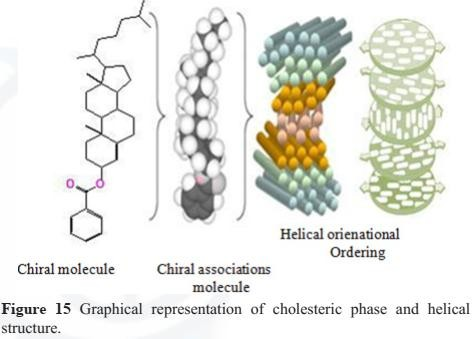 O
O
Helical orienational
Ordering
Chiral molecule
Chiral associations
molecule
Figure 15 Graphical representation of cholesteric phase and helical
structure.